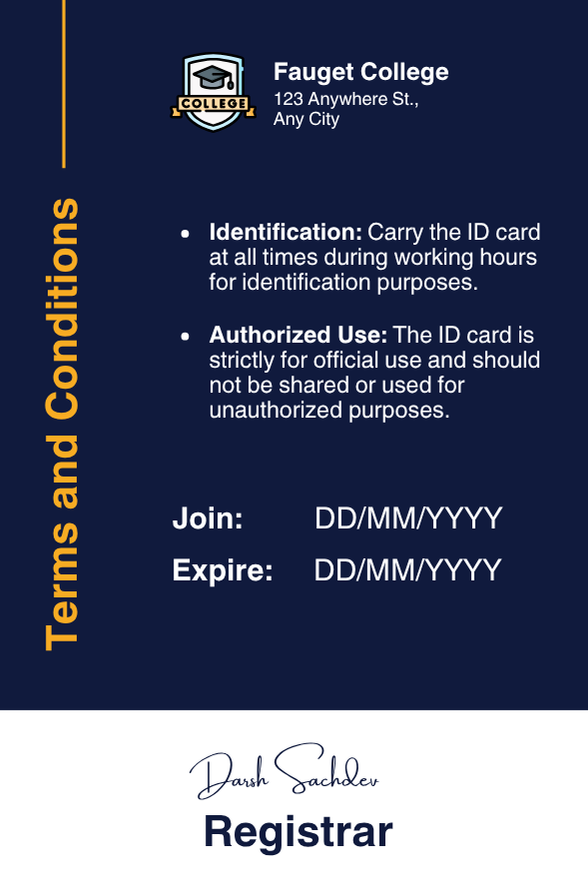 COLLEGE
Fauget College
123 Anywhere St.,
Any City
Terms and Conditions
Identification: Carry the ID card
at all times during working hours
for identification purposes.
Authorized Use: The ID card is
strictly for official use and should
not be shared or used for
unauthorized purposes.
Join: DD/MM/YYYY
Expire: DD/MM/YYYY
Darsh Sachdev
Registrar